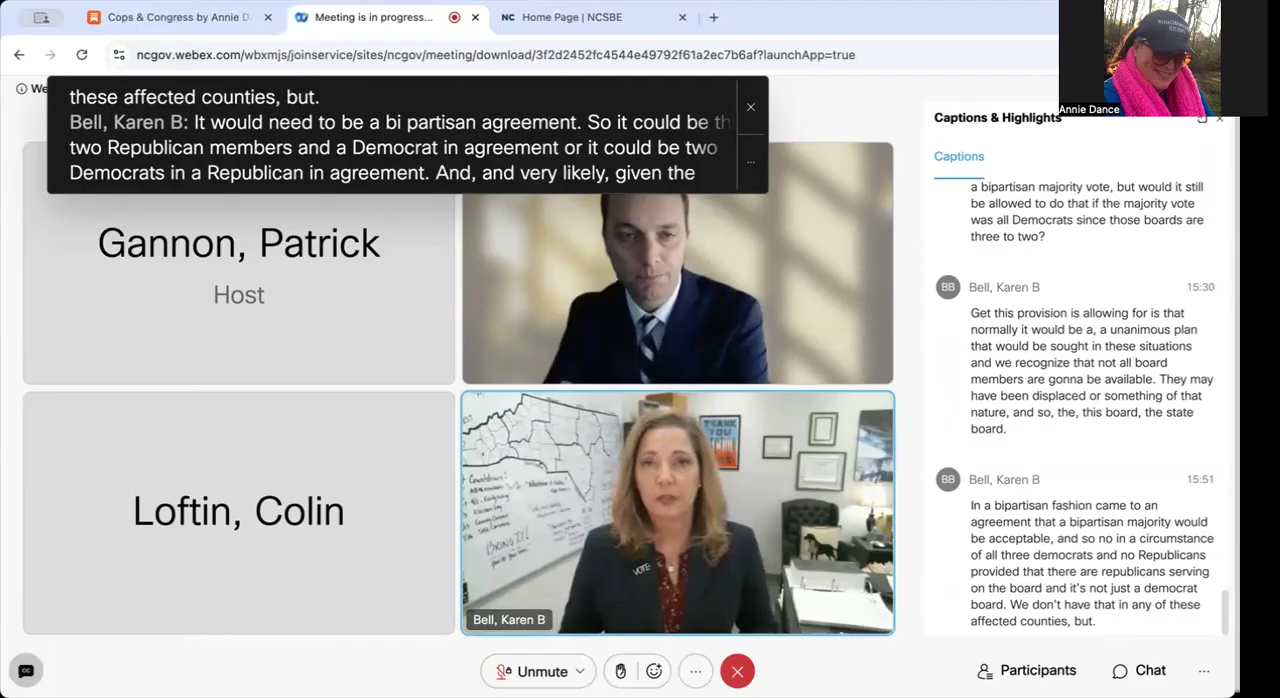 Cops & Congress by Annie D
Meeting is in progress...
NC Home Page | NCSBE
ncgov.webex.com/wbxmjs/joinservice/sites/ncgov/meeting/download/3f2d2452fc4544e49792f61a2ec7b6af?launchApp=true
Annie Dance
We
these affected counties, but.
Bell, Karen B: It would need to be a bi partisan agreement. So it could be th
two Republican members and a Democrat in agreement or it could be two
Democrats in a Republican in agreement. And, and very likely, given the
Gannon, Patrick
Host
Loftin, Colin
THANK
YOU
BRING IT!
VOTE
Bell, Karen B
Captions & Highlights
Captions
a bipartisan majority vote, but would it still
be allowed to do that if the majority vote
was all Democrats since those boards are
three to two?
BB Bell, Karen B 15:30
Get this provision is allowing for is that
normally it would be a, a unanimous plan
that would be sought in these situations
and we recognize that not all board
members are gonna be available. They may
have been displaced or something of that
nature, and so, the, this board, the state
board.
BB Bell, Karen B 15:51
In a bipartisan fashion came to an
agreement that a bipartisan majority would
be acceptable, and so no in a circumstance
of all three democrats and no Republicans
provided that there are republicans serving
on the board and it's not just a democrat
board. We don't have that in any of these
affected counties, but.
CC
Unmute
Participants
Chat